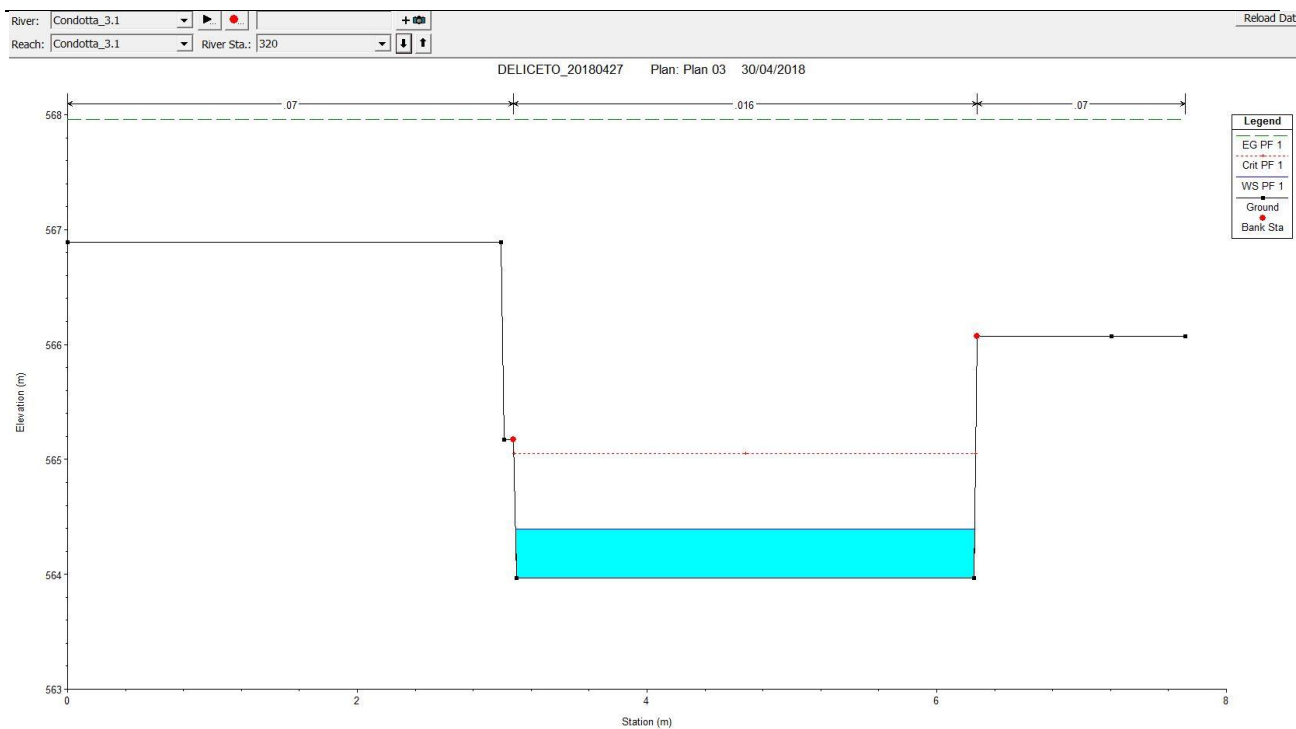 River: Condotta_3.1
Reload Dat
Reach: Condotta_3.1 River Sta.: 320
DELICETO_20180427 Plan: Plan 03 30/04/2018
.07 .016 .07
568
567
566
565
564
563
Elevation (m)
0 2 4 6 8
Station (m)
Legend
EG PF 1
Crit PF 1
WS PF 1
Ground
Bank Sta